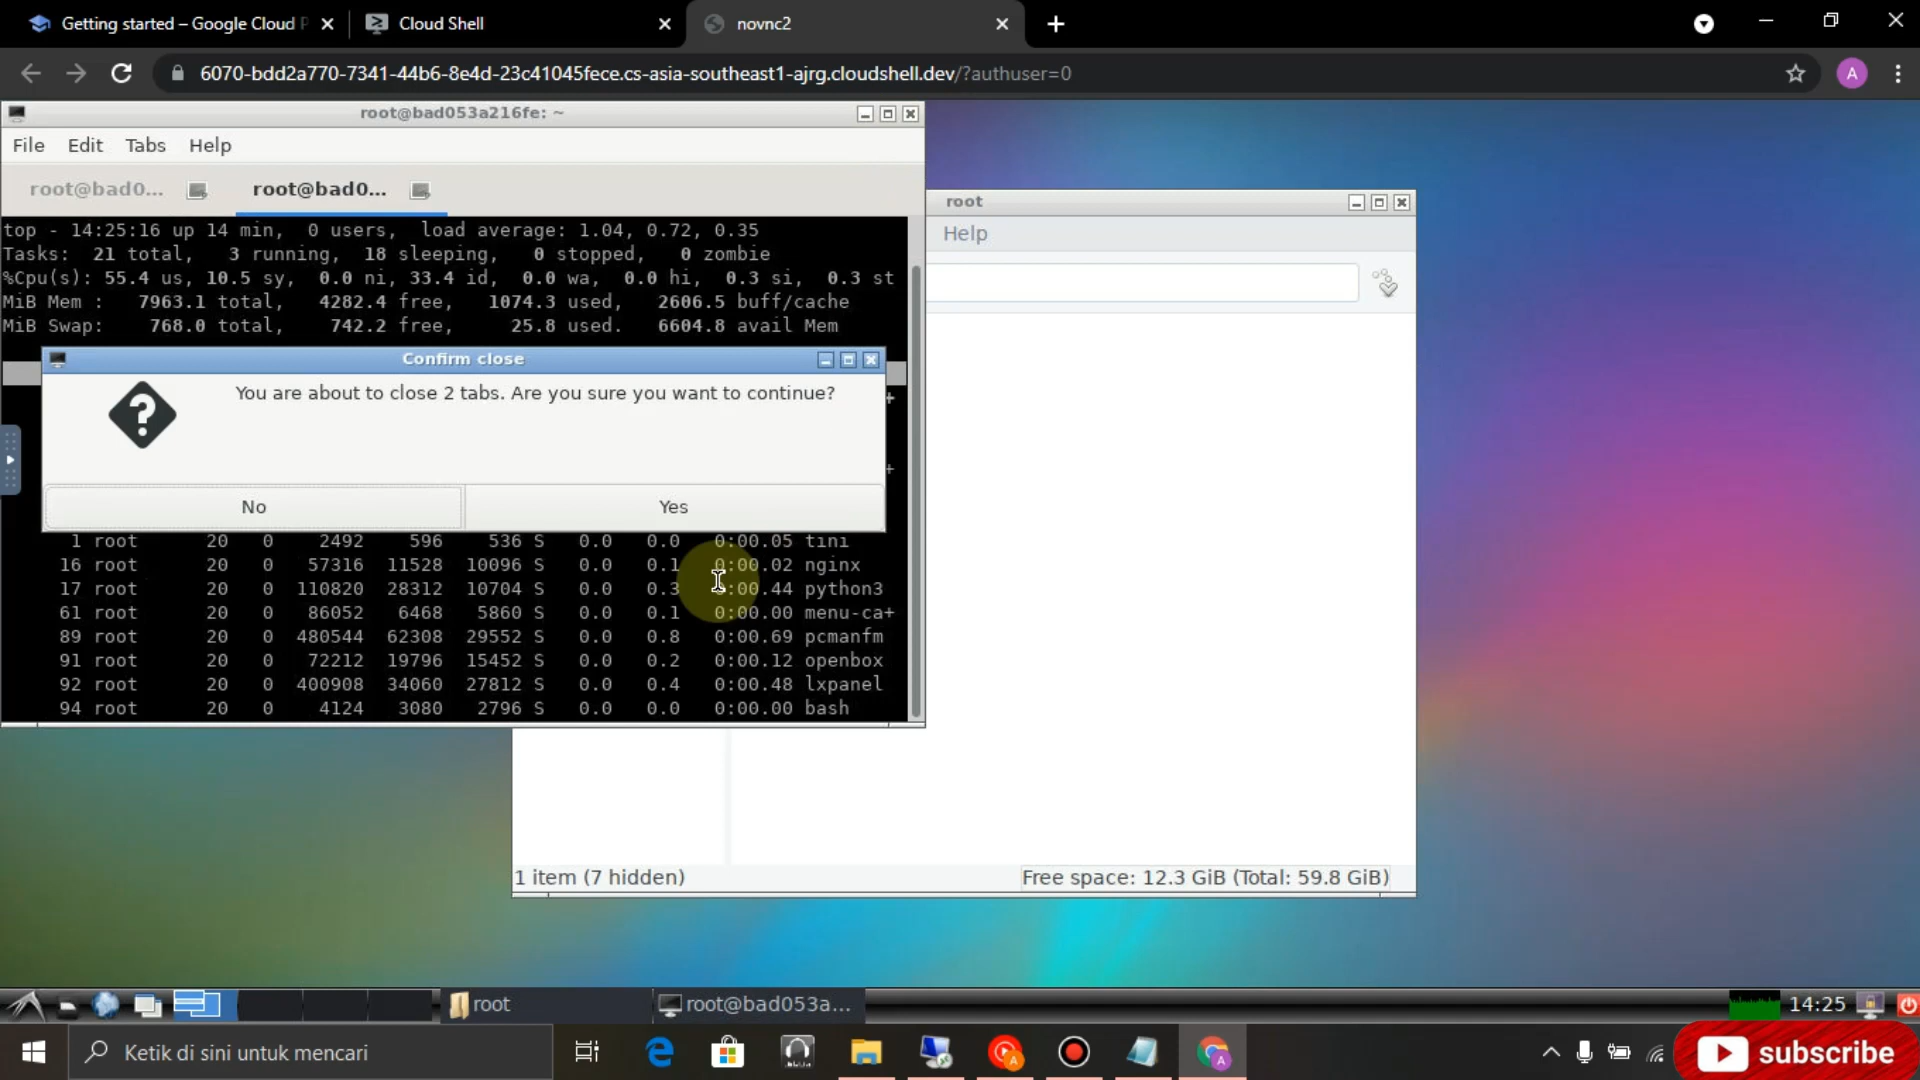 Getting started – Google Cloud P
Cloud Shell
novnc2
6070-bdd2a770-7341-44b6-8e4d-23c41045fece.cs-asia-southeast1-ajrg.cloudshell.dev/?authuser=0
A
root@bad053a216fe: ~
File Edit Tabs Help
root@bad0...
root@bad0...
root
Help
top - 14:25:16 up 14 min, 0 users, load average: 1.04, 0.72, 0.35
Tasks: 21 total, 3 running, 18 sleeping, 0 stopped, 0 zombie
%Cpu(s): 55.4 us, 10.5 sy, 0.0 ni, 33.4 id, 0.0 wa, 0.0 hi, 0.3 si, 0.3 st
MiB Mem : 7963.1 total, 4282.4 free, 1074.3 used, 2606.5 buff/cache
MiB Swap: 768.0 total, 742.2 free, 25.8 used. 6604.8 avail Mem
Confirm close
You are about to close 2 tabs. Are you sure you want to continue?
+
+
No
Yes
1 root 20 0 2492 596 536 S 0.0 0.0 0:00.05 tini
16 root 20 0 57316 11528 10096 S 0.0 0.1 0:00.02 nginx
17 root 20 0 110820 28312 10704 S 0.0 0.3 0:00.44 python3
61 root 20 0 86052 6468 5860 S 0.0 0.1 0:00.00 menu-ca+
89 root 20 0 480544 62308 29552 S 0.0 0.8 0:00.69 pcmanfm
91 root 20 0 72212 19796 15452 S 0.0 0.2 0:00.12 openbox
92 root 20 0 400908 34060 27812 S 0.0 0.4 0:00.48 lxpanel
94 root 20 0 4124 3080 2796 S 0.0 0.0 0:00.00 bash
1 item (7 hidden)
Free space: 12.3 GiB (Total: 59.8 GiB)
root
root@bad053a...
14:25
Ketik di sini untuk mencari
A
A
subscribe